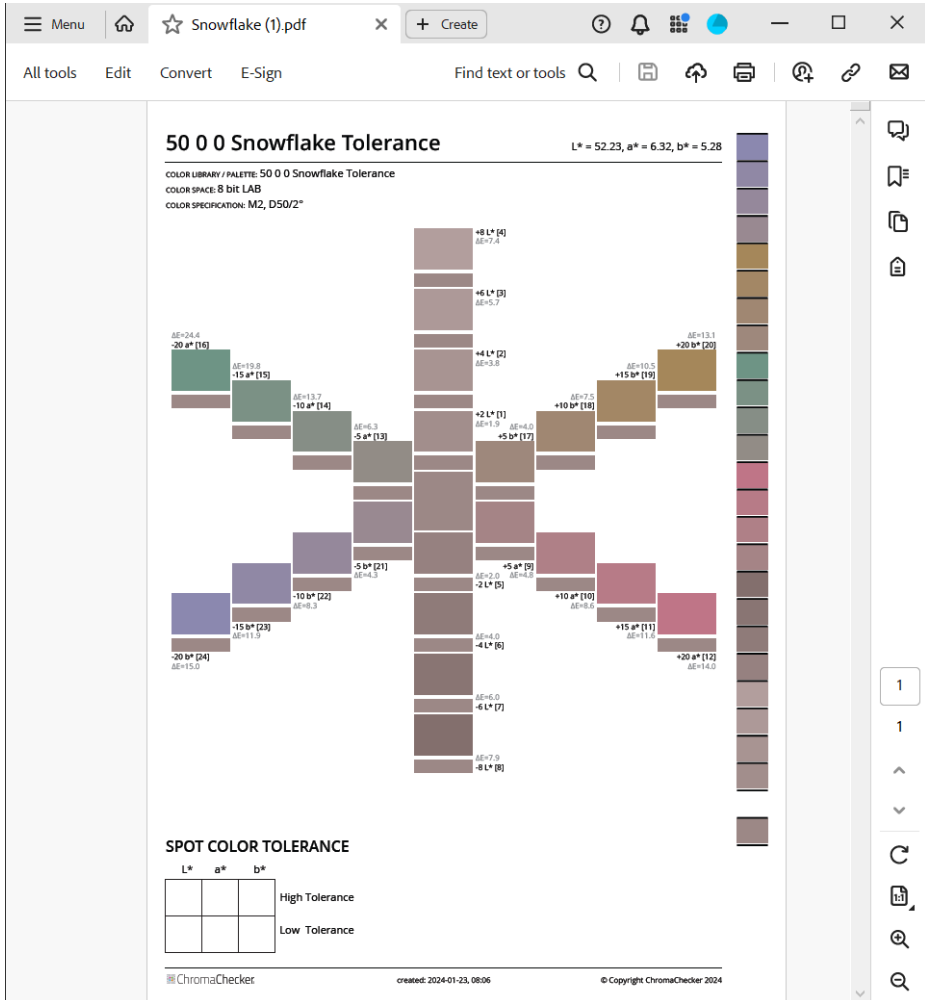 Menu
Snowflake (1).pdf
+ Create
All tools
Edit
Convert
E-Sign
Find text or tools
50 0 0 Snowflake Tolerance
L* = 52.23, a* = 6.32, b* = 5.28
COLOR LIBRARY / PALETTE: 50 0 0 Snowflake Tolerance
COLOR SPACE: 8 bit LAB
COLOR SPECIFICATION: M2, D50/2°
+8 L* [4]
ΔE=7.4
+6 L* [3]
ΔE=5.7
ΔE=24.4
-20 a* [16]
ΔE=13.1
+20 b* [20]
+4 L* [2]
ΔE=3.8
ΔE=19.8
-15 a* [15]
ΔE=10.5
+15 b* [19]
ΔE=13.7
-10 a* [14]
ΔE=7.5
+10 b* [18]
+2 L* [1]
ΔE=1.9
ΔE=6.3
-5 a* [13]
ΔE=4.0
+5 b* [17]
-5 b* [21]
ΔE=4.3
+5 a* [9]
ΔE=4.8
ΔE=2.0
-2 L* [5]
-10 b* [22]
ΔE=8.3
+10 a* [10]
ΔE=8.6
-15 b* [23]
ΔE=11.9
+15 a* [11]
ΔE=11.6
ΔE=4.0
-4 L* [6]
-20 b* [24]
ΔE=15.0
+20 a* [12]
ΔE=14.0
ΔE=6.0
-6 L* [7]
ΔE=7.9
-8 L* [8]
1
1
1:1
SPOT COLOR TOLERANCE
L* a* b*
High Tolerance
Low Tolerance
ChromaChecker
created: 2024-01-23, 08:06
© Copyright ChromaChecker 2024